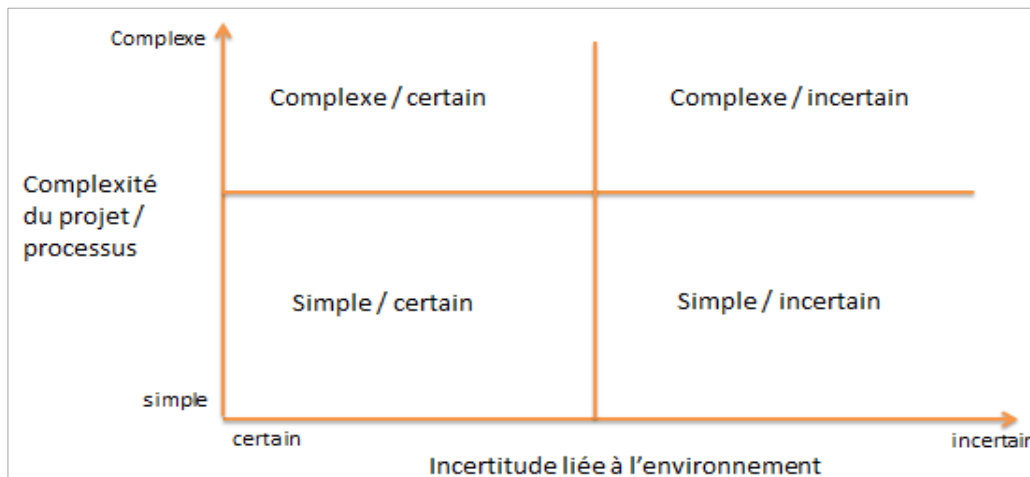 Complexe
Complexe / certain
Complexe / incertain
Complexité
du projet /
processus
Simple / certain
Simple / incertain
simple
certain
incertain
Incertitude liée à l'environnement